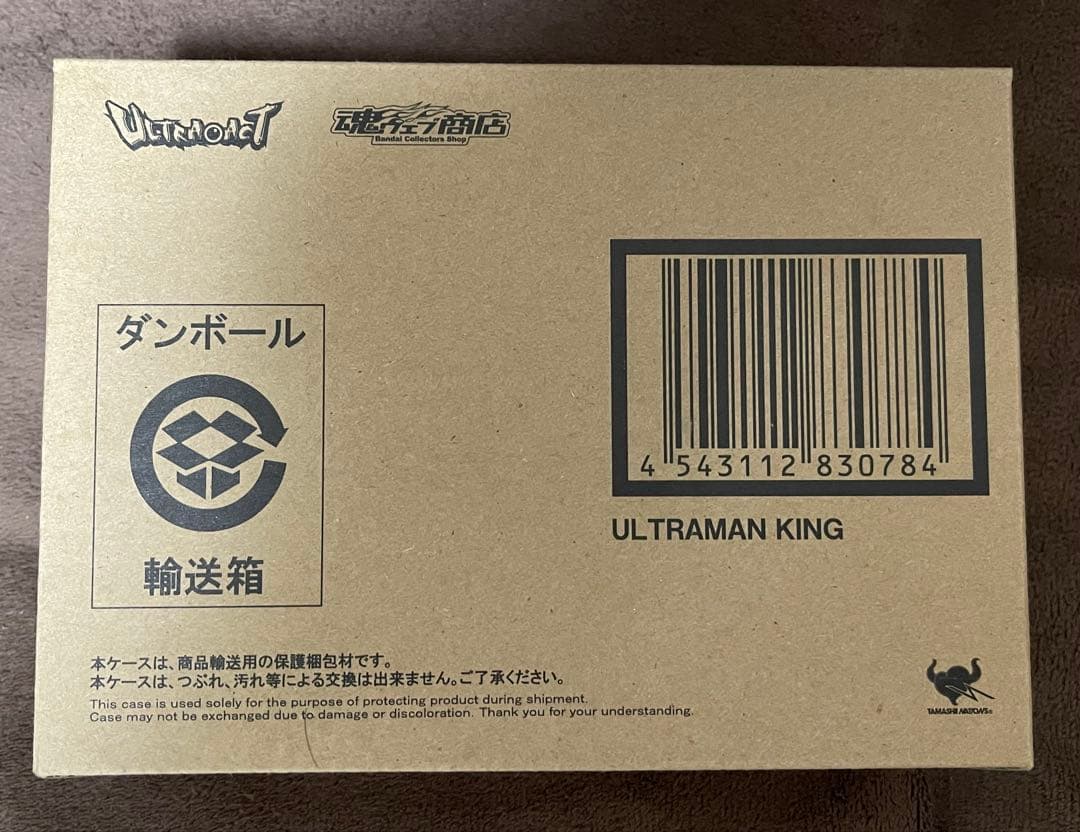 ULTRA ACT
魂ウェブ商店
Bandai Collectors Shop
ダンボール
輸送箱
4 543112 830784
ULTRAMAN KING
本ケースは、商品輸送用の保護梱包材です。
本ケースは、つぶれ、汚れ等による交換は出来ません。ご了承ください。
This case is used solely for the purpose of protecting product during shipment.
Case may not be exchanged due to damage or discoloration. Thank you for your understanding.
TAMASHII NATIONS